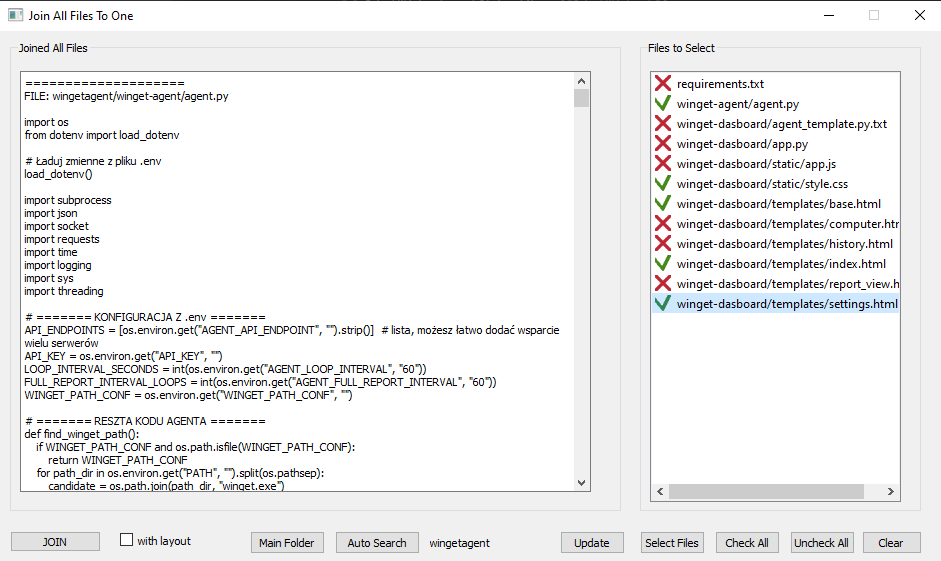 Join All Files To One
Joined All Files
====================
FILE: wingetagent/winget-agent/agent.py
import os
from dotenv import load_dotenv
# Ładuj zmienne z pliku .env
load_dotenv()
import subprocess
import json
import socket
import requests
import time
import logging
import sys
import threading
# ======= KONFIGURACJA Z .env =======
API_ENDPOINTS = [os.environ.get("AGENT_API_ENDPOINT", "").strip()]  # lista, możesz łatwo dodać wsparcie
wielu serwerów
API_KEY = os.environ.get("API_KEY", "")
LOOP_INTERVAL_SECONDS = int(os.environ.get("AGENT_LOOP_INTERVAL", "60"))
FULL_REPORT_INTERVAL_LOOPS = int(os.environ.get("AGENT_FULL_REPORT_INTERVAL", "60"))
WINGET_PATH_CONF = os.environ.get("WINGET_PATH_CONF", "")
# ======= RESZTA KODU AGENTA =======
def find_winget_path():
if WINGET_PATH_CONF and os.path.isfile(WINGET_PATH_CONF):
return WINGET_PATH_CONF
for path_dir in os.environ.get("PATH", "").split(os.pathsep):
candidate = os.path.join(path_dir, "winget.exe")
Files to Select
requirements.txt
winget-agent/agent.py
winget-dasboard/agent_template.py.txt
winget-dasboard/app.py
winget-dasboard/static/app.js
winget-dasboard/static/style.css
winget-dasboard/templates/base.html
winget-dasboard/templates/computer.htr
winget-dasboard/templates/history.html
winget-dasboard/templates/index.html
winget-dasboard/templates/report_view.h
winget-dasboard/templates/settings.html
JOIN
with layout
Main Folder
Auto Search
wingetagent
Update
Select Files
Check All
Uncheck All
Clear